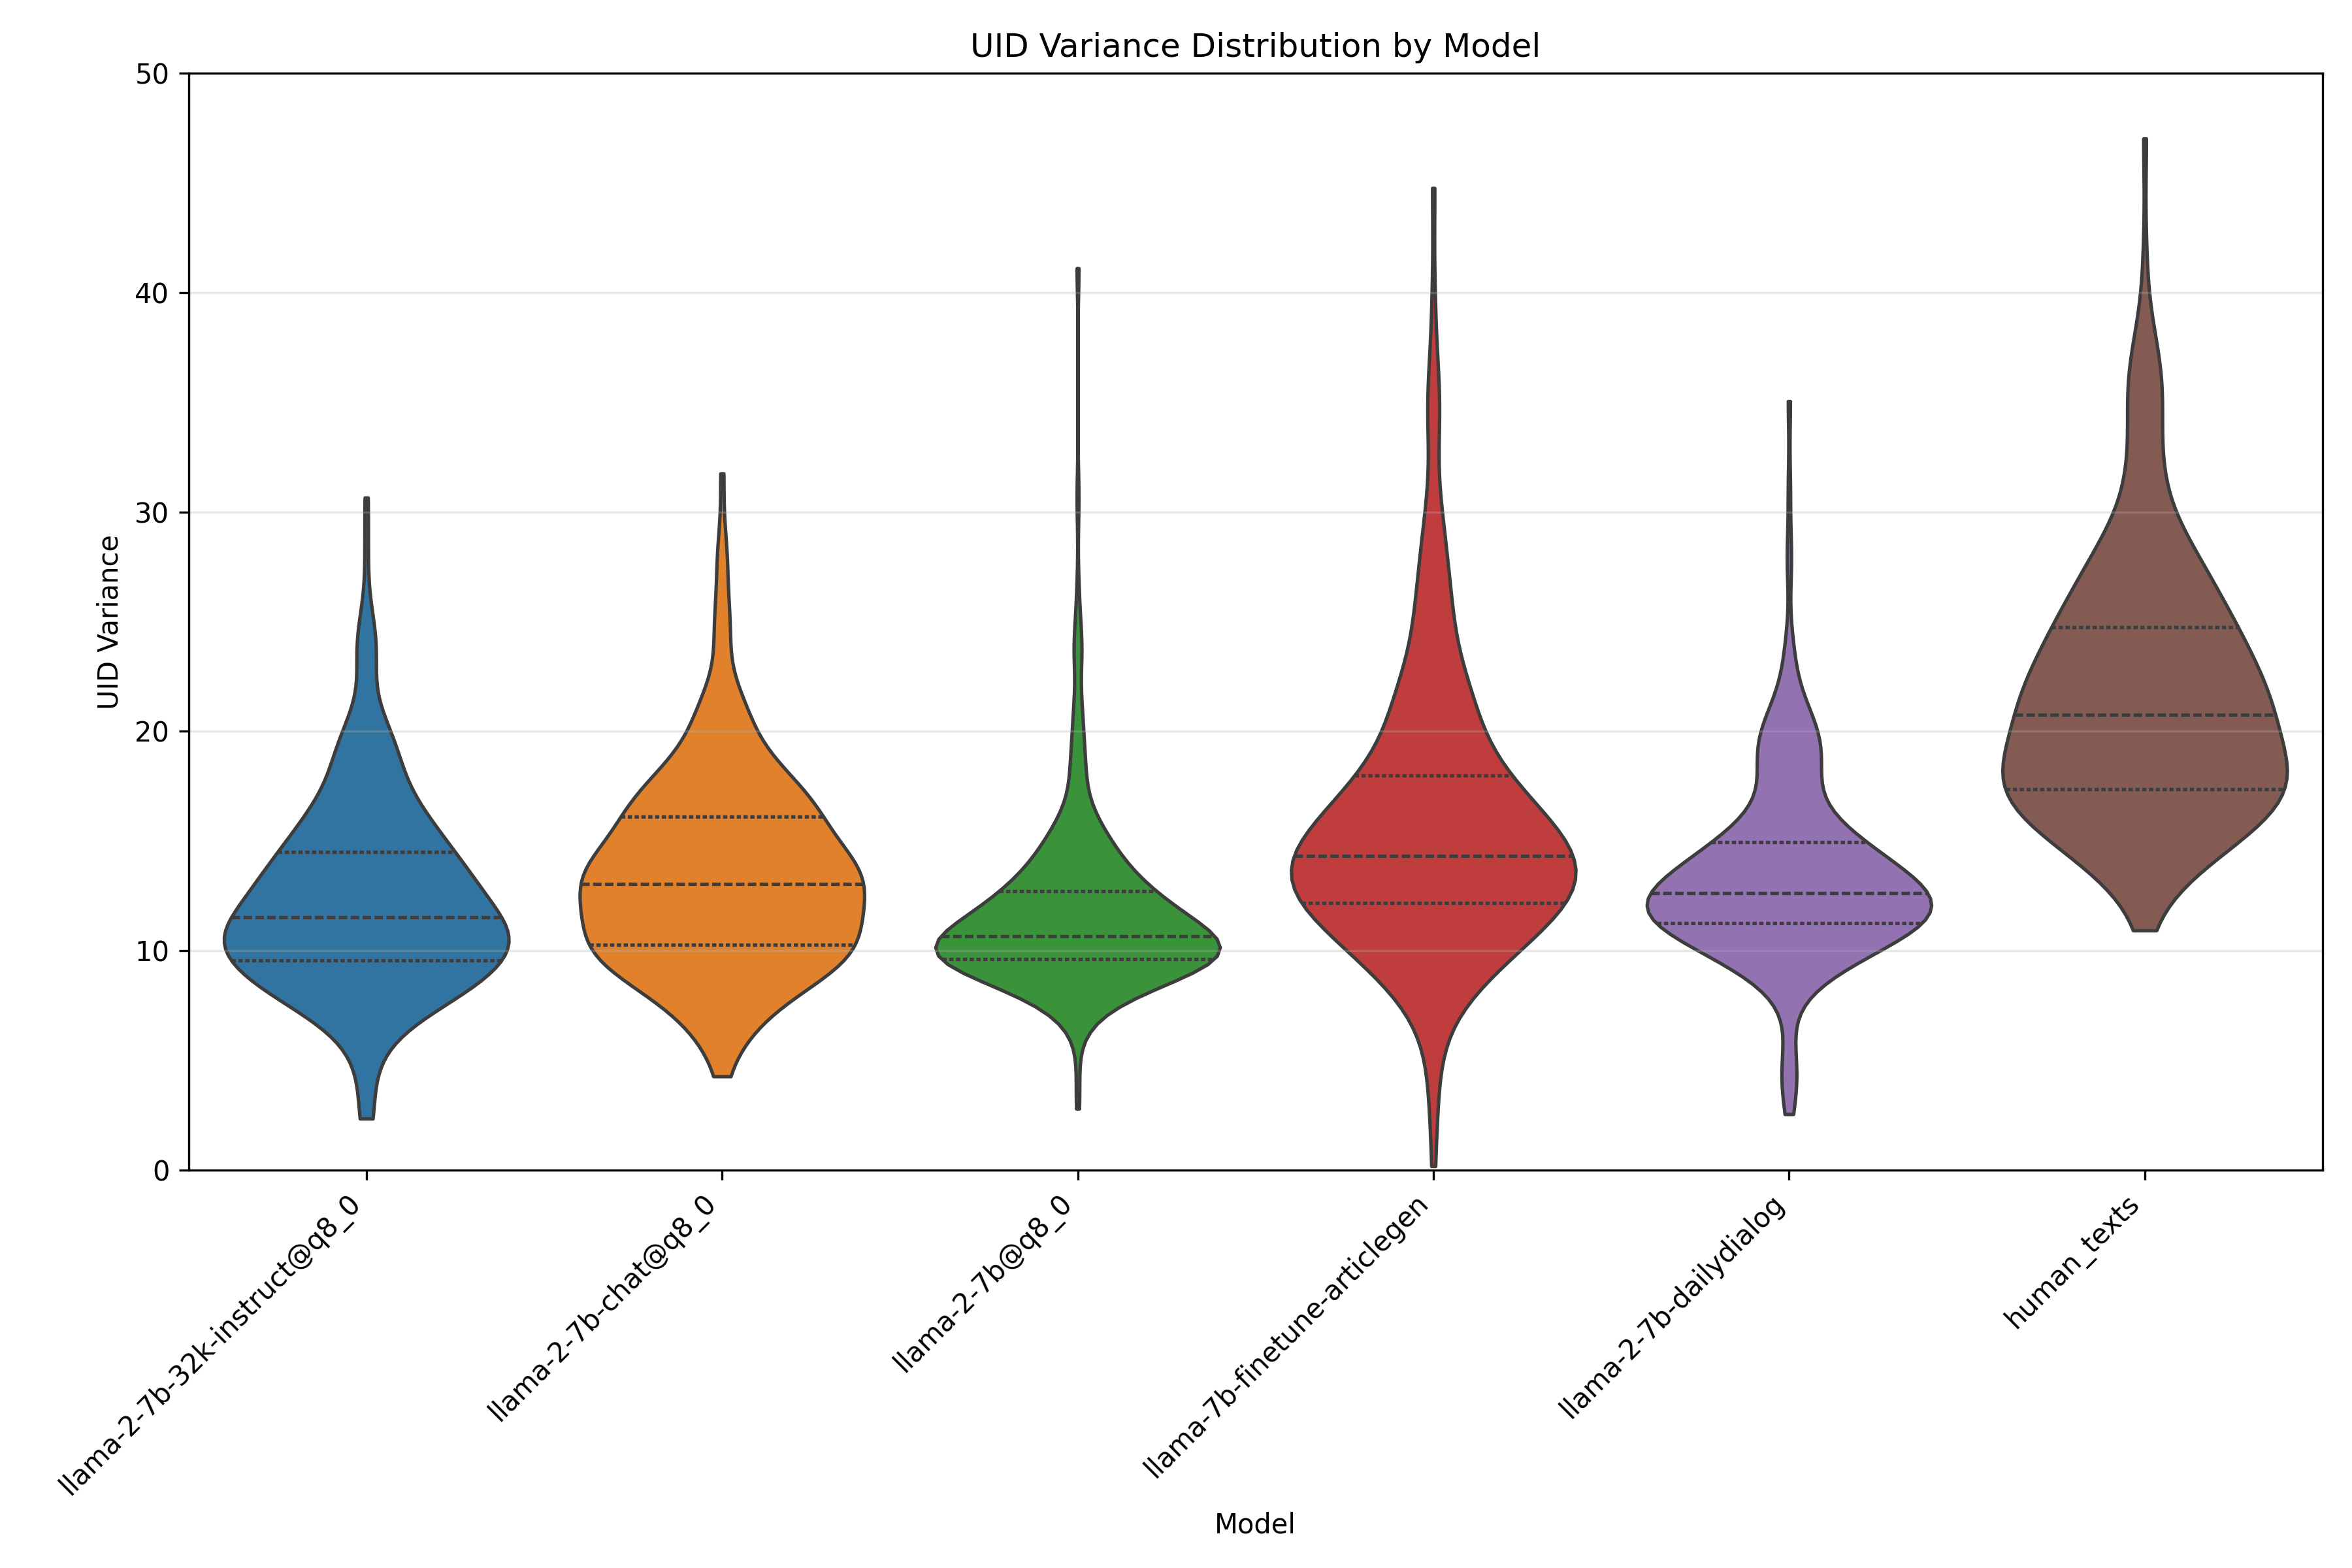 UID Variance Distribution by Model
UID Variance
50
40
30
20
10
0
llama-2-7b-32k-instruct@q8_0
llama-2-7b-chat@q8_0
llama-2-7b@q8_0
llama-7b-finetune-articlegen
llama-2-7b-dailydialog
human_texts
Model